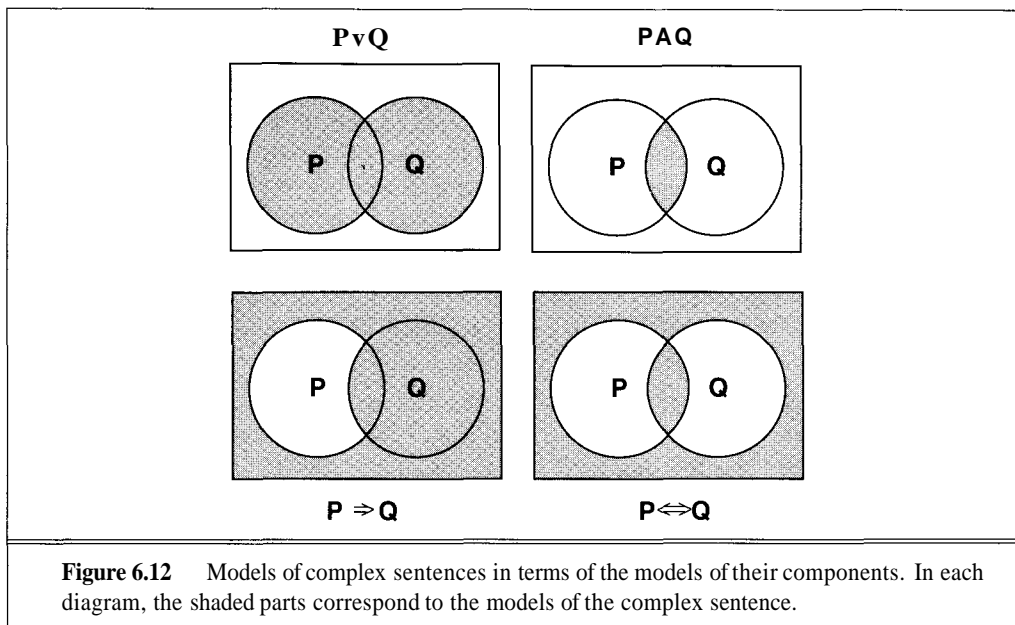 PvQ PAQ
P Q P Q
P Q P Q
P ⇒ Q P⇔Q
Figure 6.12 Models of complex sentences in terms of the models of their components. In each
diagram, the shaded parts correspond to the models of the complex sentence.